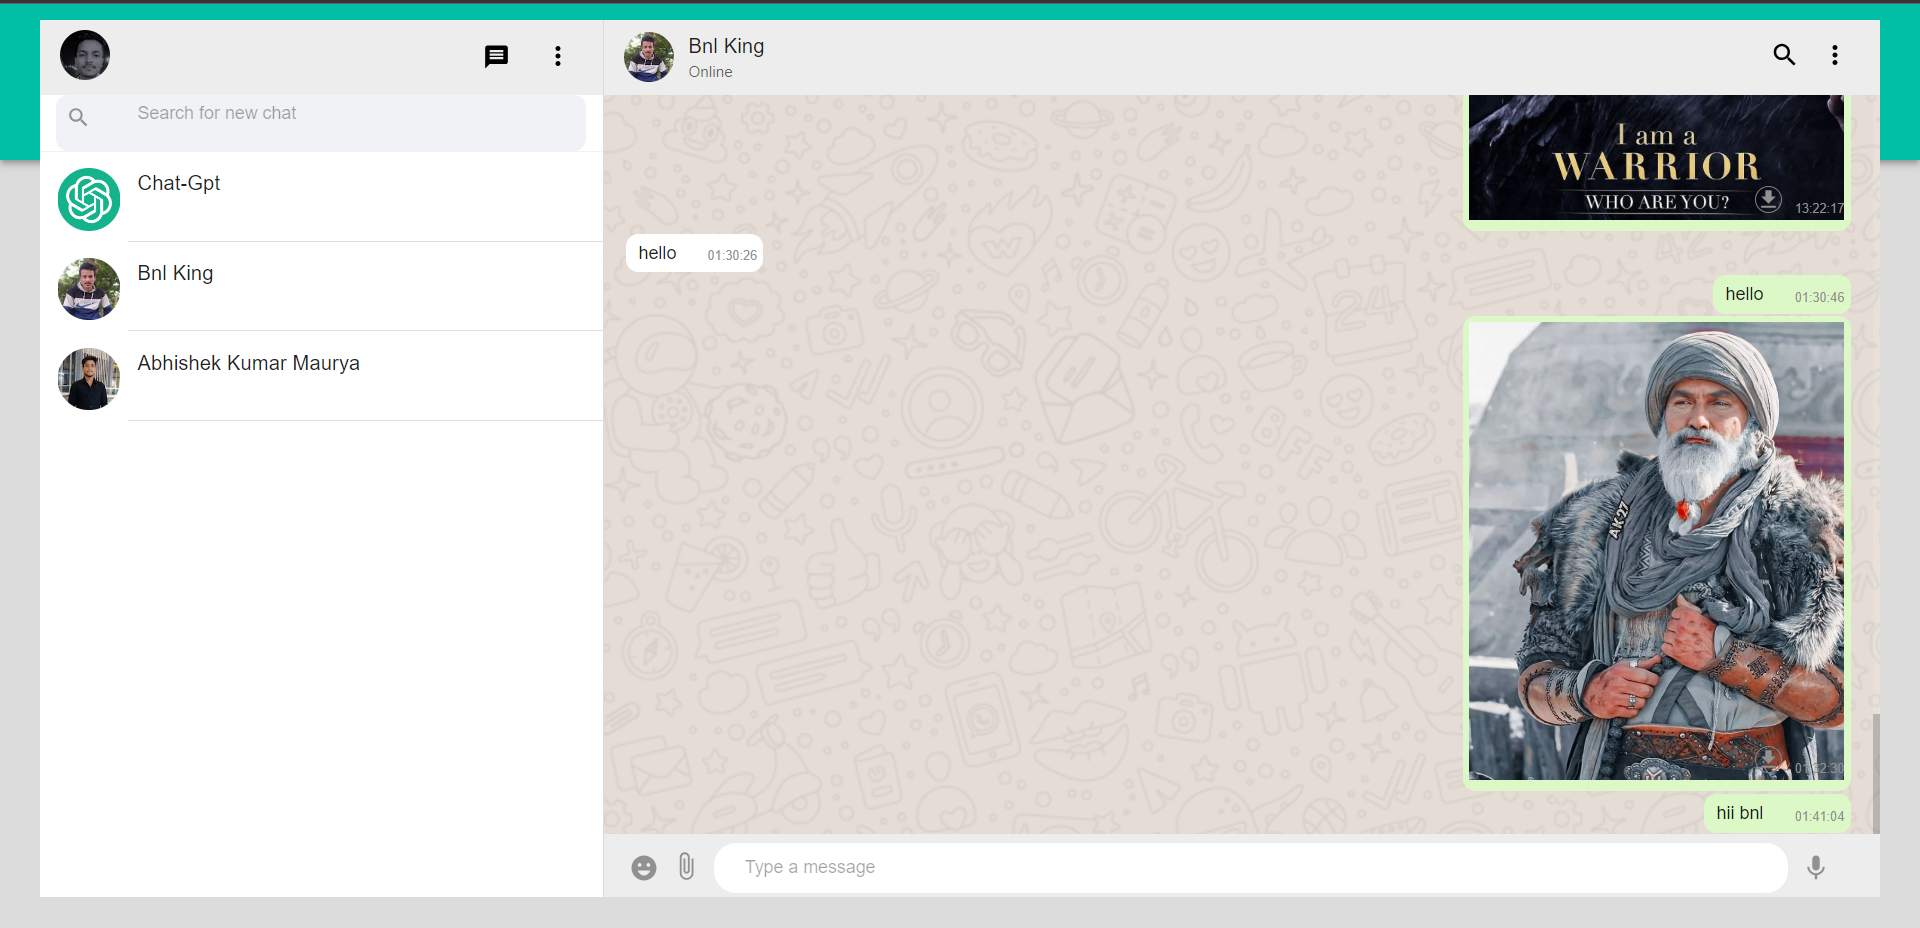 Bnl King
Online
Search for new chat
Chat-Gpt
Bnl King
Abhishek Kumar Maurya
I am a
WARRIOR
WHO ARE YOU?
13:22:17
hello 01:30:26
hello 01:30:46
AK-27
01:32:30
hii bnl 01:41:04
Type a message